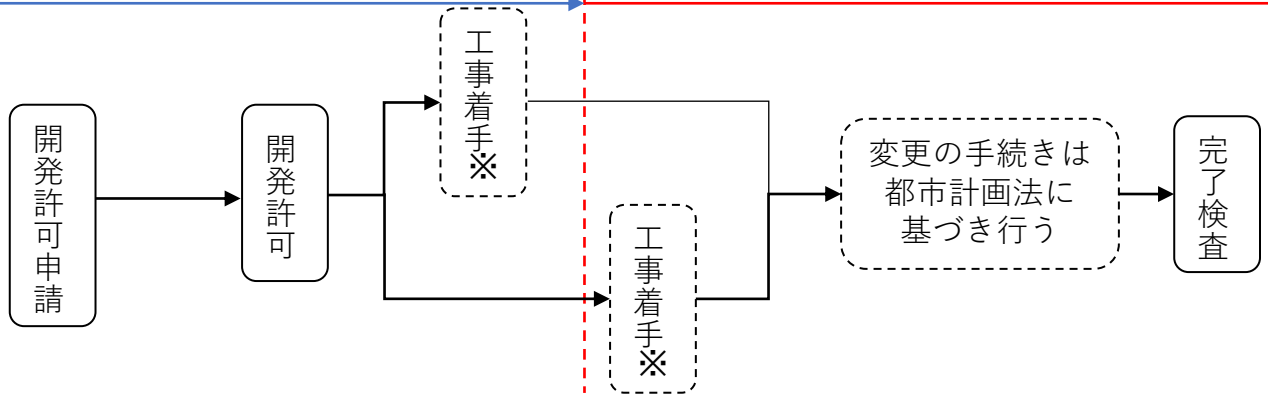 開発許可申請
開発許可
工事着手※
工事着手※
変更の手続きは
都市計画法に
基づき行う
完了検査